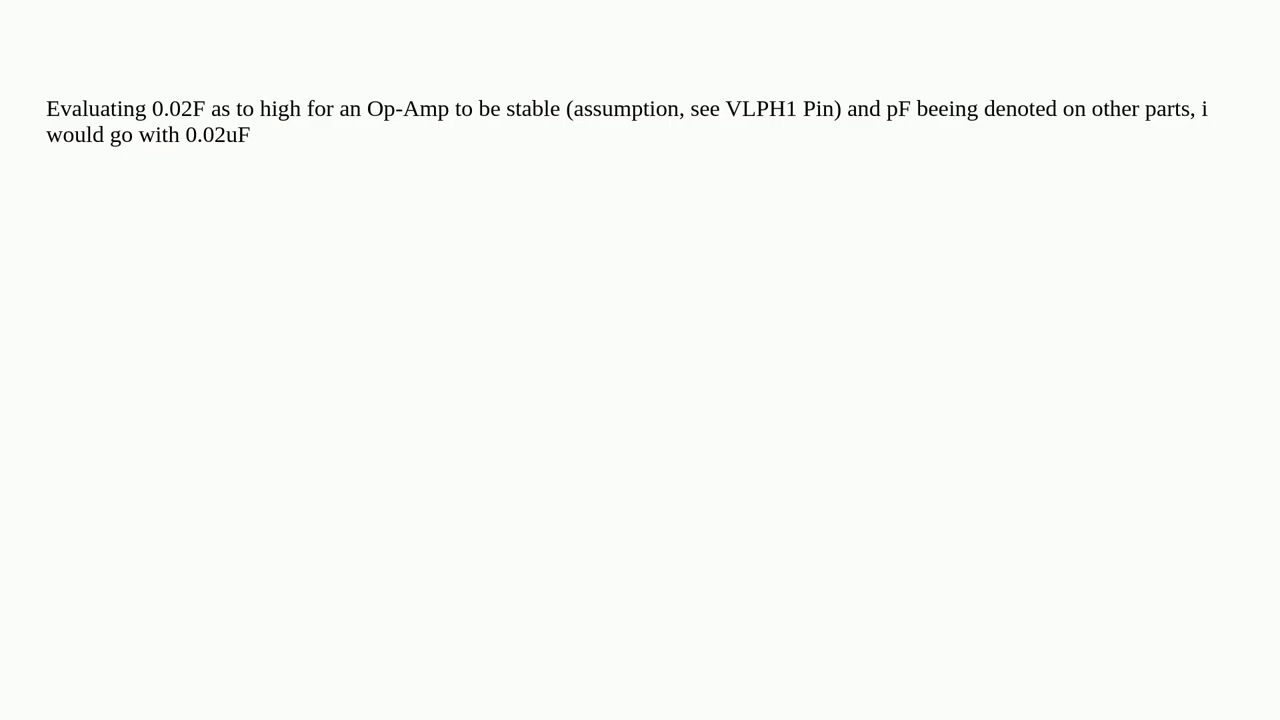 Evaluating 0.02F as to high for an Op-Amp to be stable (assumption, see VLPH1 Pin) and pF beeing denoted on other parts, i
would go with 0.02uF